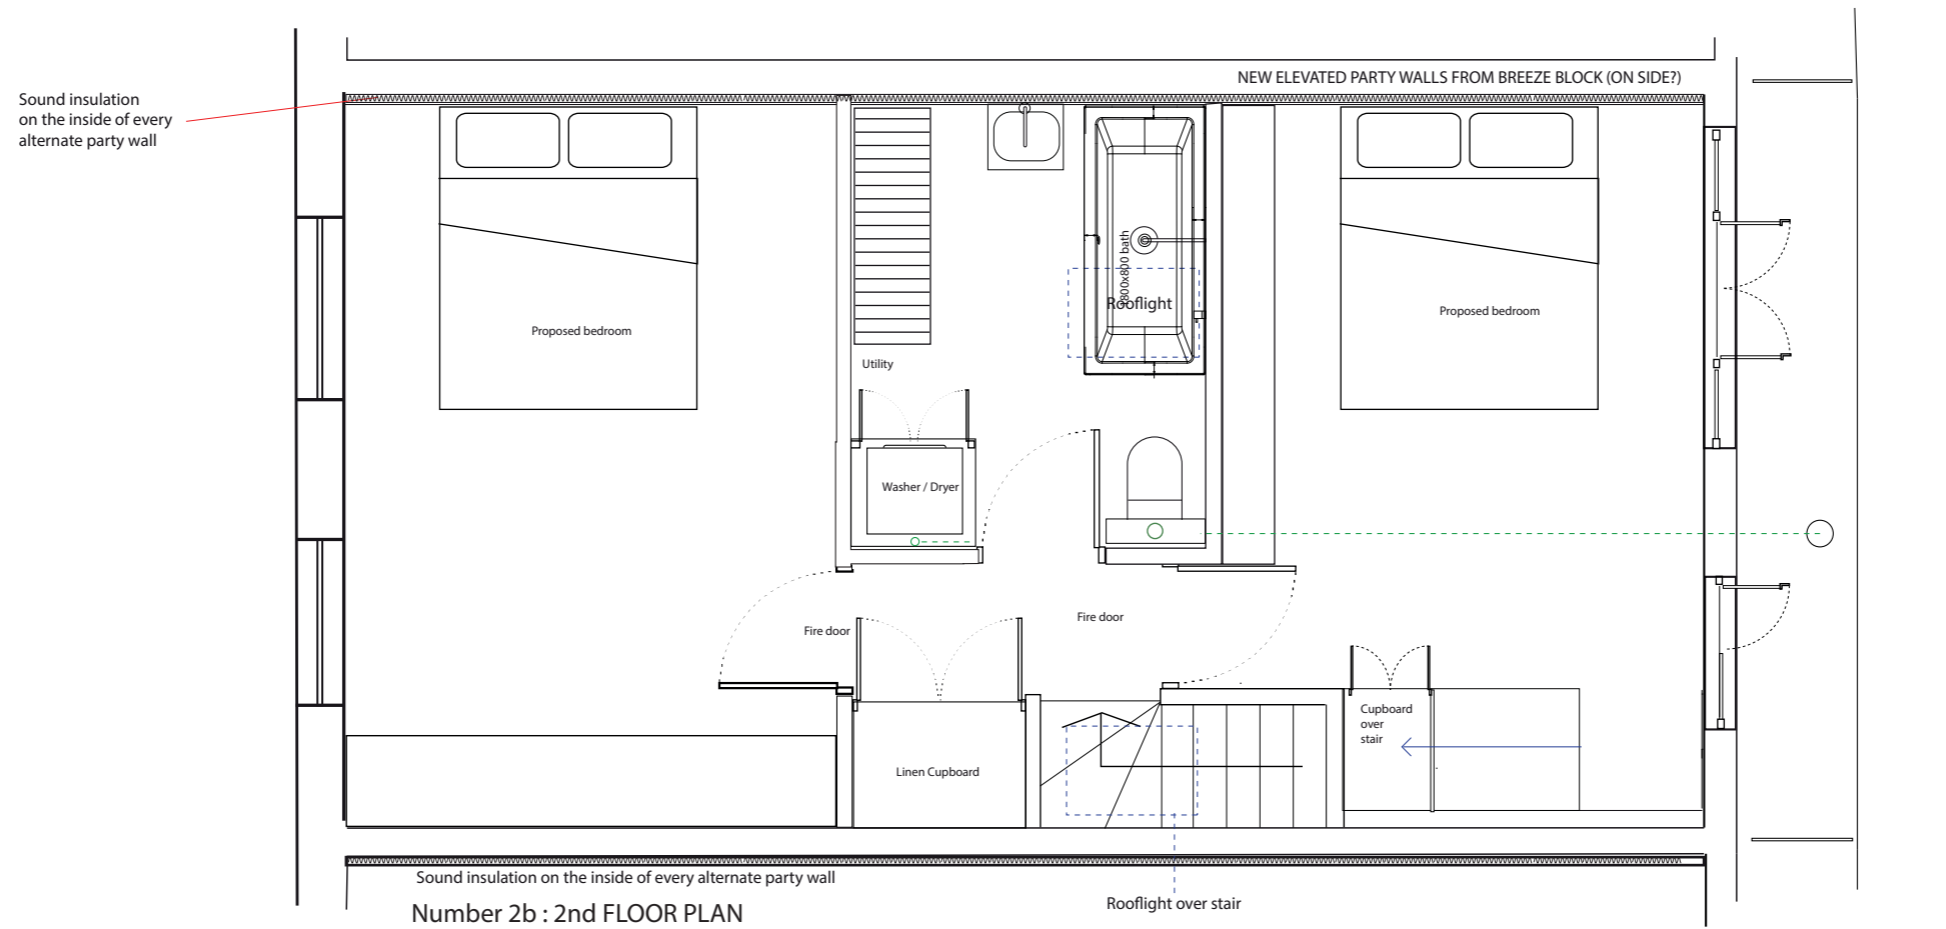 NEW ELEVATED PARTY WALLS FROM BREEZE BLOCK (ON SIDE?)
Sound insulation
on the inside of every
alternate party wall
800x800 bath
Rooflight
Proposed bedroom
Proposed bedroom
Utility
Washer / Dryer
Fire door
Fire door
Cupboard
over
stair
Linen Cupboard
Sound insulation on the inside of every alternate party wall
Rooflight over stair
Number 2b : 2nd FLOOR PLAN